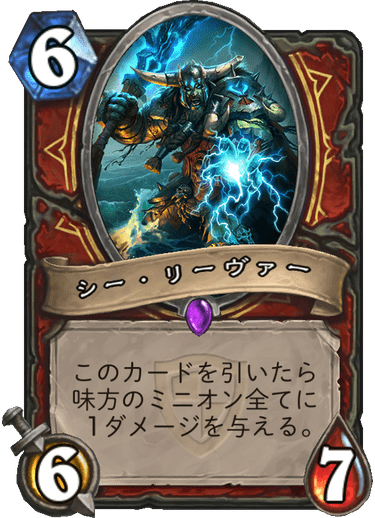 6
シー・リーヴァー
このカードを引いたら
味方のミニオン全てに
1ダメージを与える。
6
7